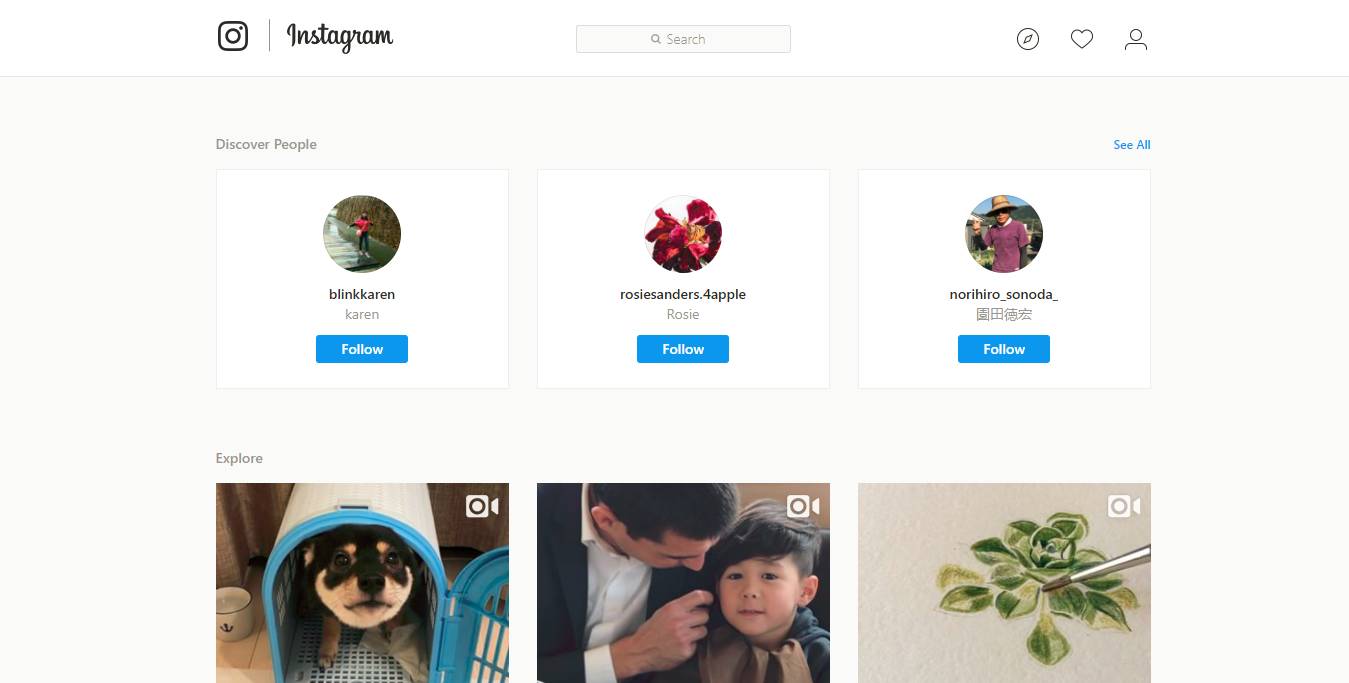 Instagram
Search
Discover People
See All
blinkkaren
karen
Follow
rosiesanders.4apple
Rosie
Follow
norihiro_sonoda_
園田徳宏
Follow
Explore